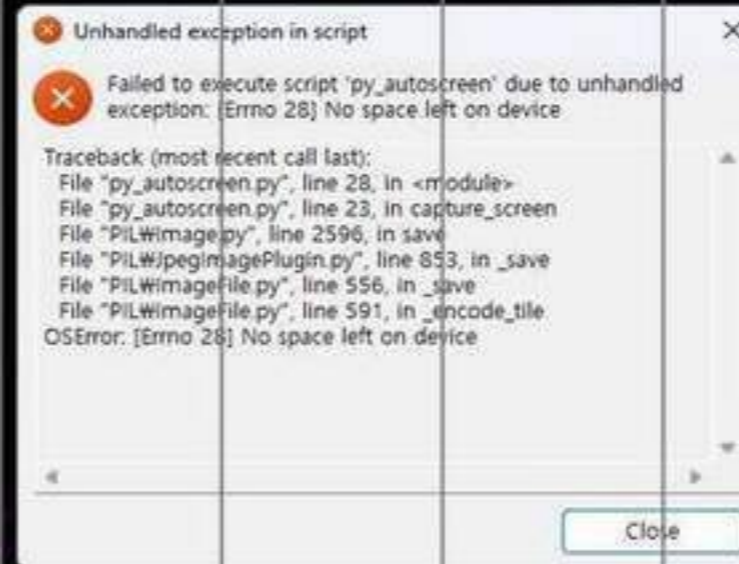 Unhandled exception in script
Failed to execute script 'py_autoscreen' due to unhandled
exception: [Errno 28] No space left on device
Traceback (most recent call last):
File "py_autoscreen.py", line 28, in <module>
File "py_autoscreen.py", line 23, in capture_screen
File "PIL₩Image.py", line 2596, in save
File "PIL₩JpegImagePlugin.py", line 853, in _save
File "PIL₩ImageFile.py", line 556, in _save
File "PIL₩ImageFile.py", line 591, in _encode_tile
OSError: [Errno 28] No space left on device
Close